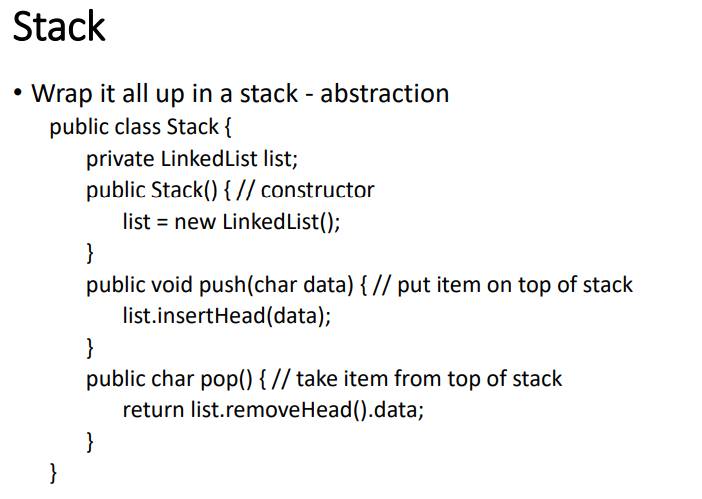 Stack
• Wrap it all up in a stack - abstraction
public class Stack {
private LinkedList list;
public Stack() { // constructor
list = new LinkedList();
}
public void push(char data) { // put item on top of stack
list.insertHead(data);
}
public char pop() { // take item from top of stack
return list.removeHead().data;
}
}